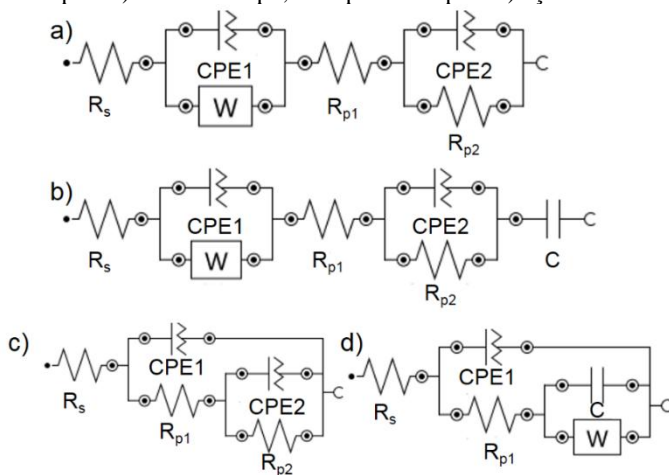 a)
CPE1 CPE2
W
Rs Rp1 Rp2
b)
CPE1 CPE2
W
Rs Rp1 Rp2 C
c)
CPE1
Rs Rp1 CPE2
Rp2
d)
CPE1
Rs Rp1 C
W